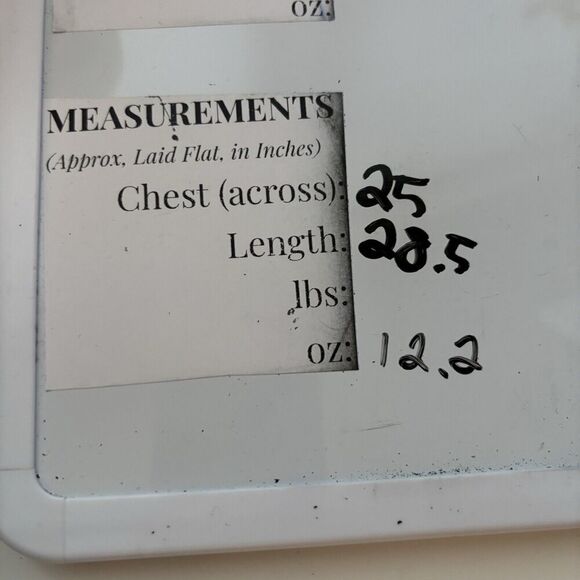 oz:
MEASUREMENTS
(Approx, Laid Flat, in Inches)
Chest (across): 25
Length: 28.5
lbs:
oz: 12.2